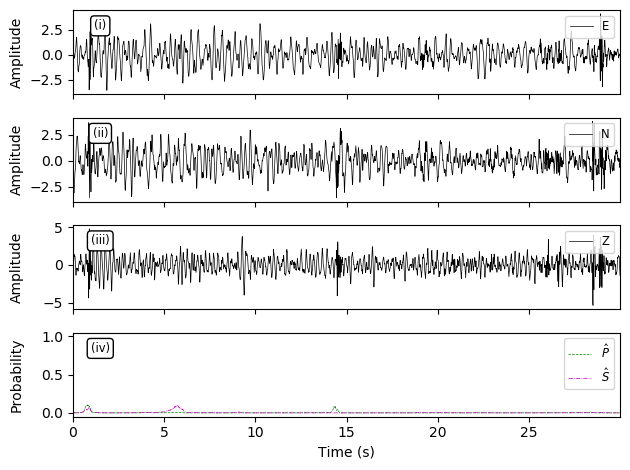 (i)
E
Amplitude
2.5
0.0
−2.5
(ii)
N
Amplitude
2.5
0.0
−2.5
(iii)
Z
Amplitude
5
0
−5
(iv)
P̂
Ŝ
Probability
1.0
0.5
0.0
0 5 10 15 20 25
Time (s)